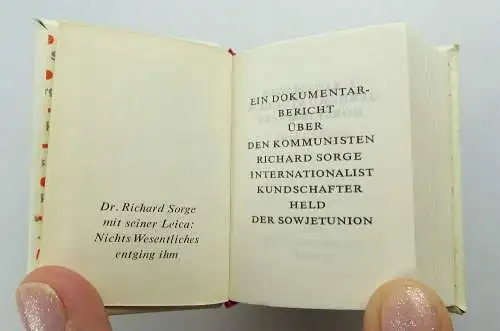 Dr. Richard Sorge
mit seiner Leica:
Nichts Wesentliches
entging ihm
EIN DOKUMENTAR-
BERICHT
ÜBER
DEN KOMMUNISTEN
RICHARD SORGE
INTERNATIONALIST
KUNDSCHAFTER
HELD
DER SOWJETUNION